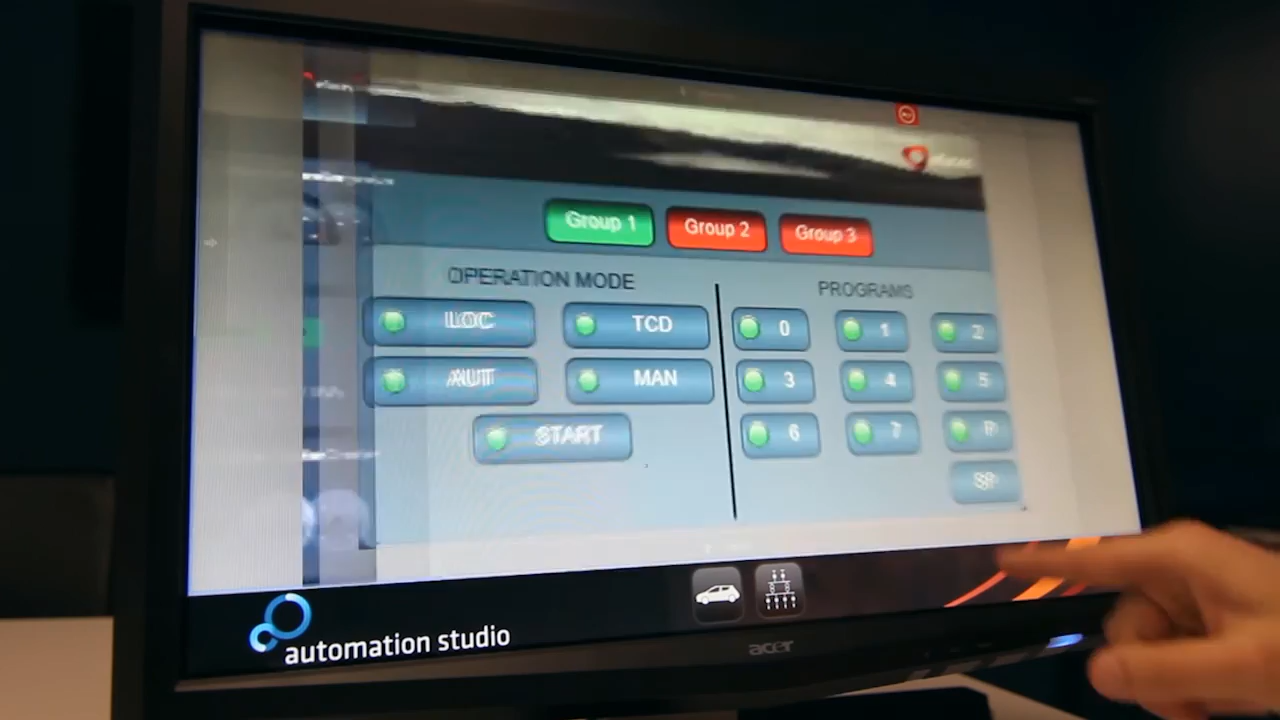 Group 1 Group 2 Group 3
OPERATION MODE PROGRAMS
LOC TCD 0 1 2
AUT MAN 3 4 5
START 6 7 P
SP
automation studio
acer